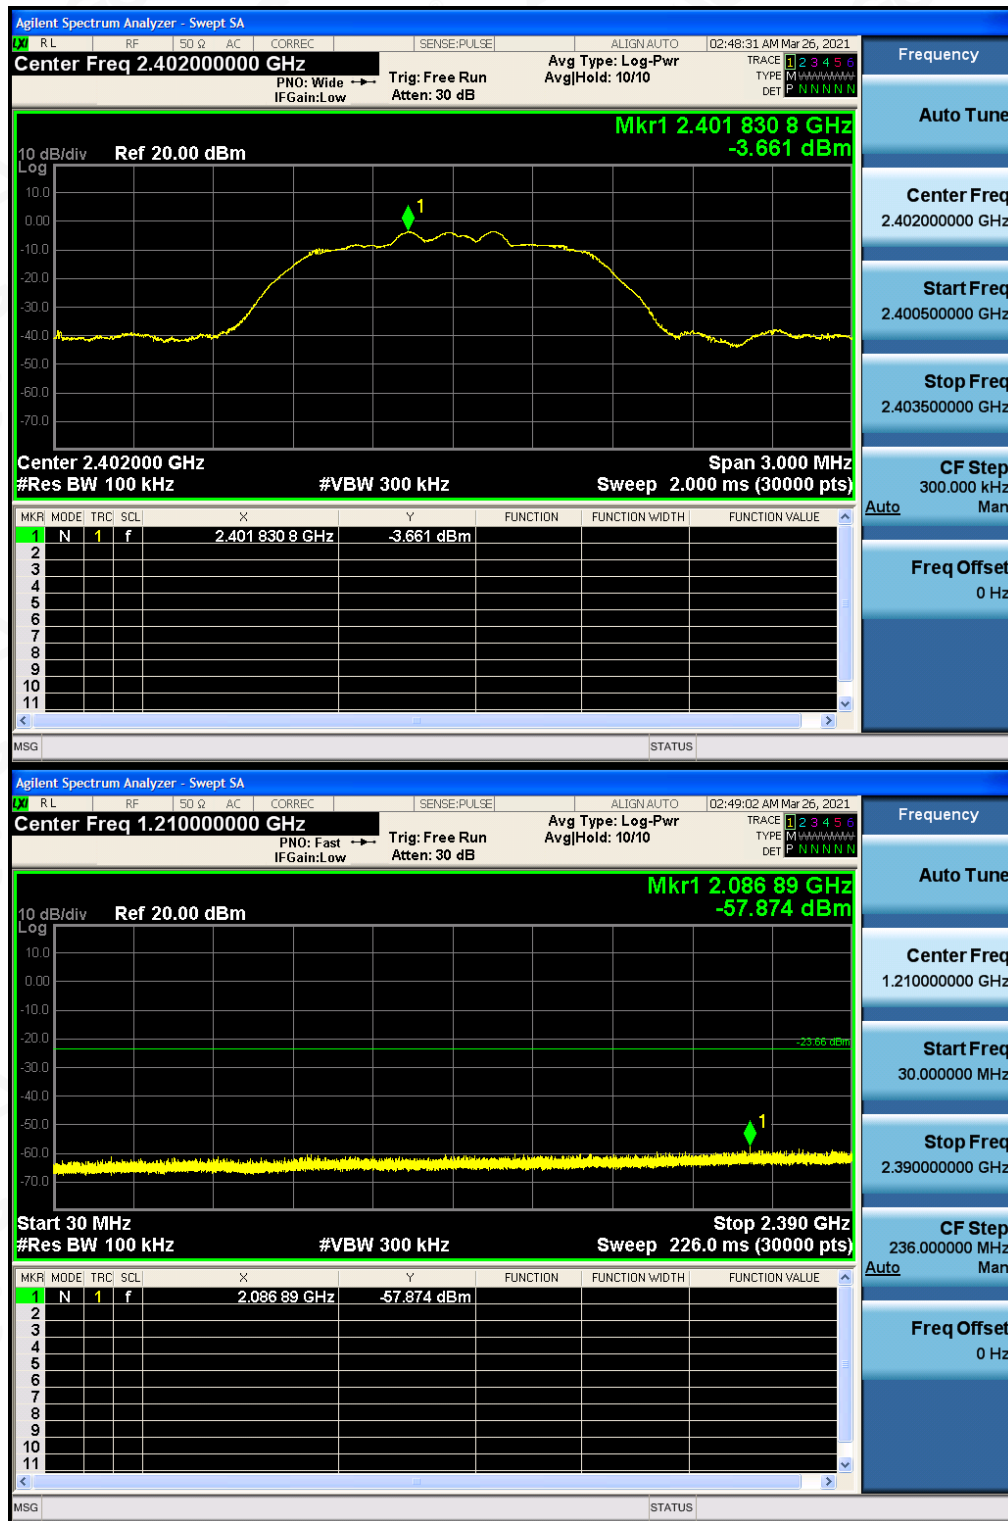 Agilent Spectrum Analyzer - Swept SA
LXI RL RF 50 Ω AC CORREC SENSE:PULSE ALIGN AUTO 02:48:31 AM Mar 26, 2021
Center Freq 2.402000000 GHz
PNO: Wide
IFGain:Low
Trig: Free Run
Atten: 30 dB
Avg Type: Log-Pwr
Avg|Hold: 10/10
TRACE 1 2 3 4 5 6
TYPE M WWWWW
DET P N N N N N
Mkr1 2.401 830 8 GHz
-3.661 dBm
10 dB/div Ref 20.00 dBm
Log
10.0
0.00
-10.0
-20.0
-30.0
-40.0
-50.0
-60.0
-70.0
1
Center 2.402000 GHz Span 3.000 MHz
#Res BW 100 kHz #VBW 300 kHz Sweep 2.000 ms (30000 pts)
MKR MODE TRC SCL X Y FUNCTION FUNCTION WIDTH FUNCTION VALUE
1 N 1 f 2.401 830 8 GHz -3.661 dBm
2
3
4
5
6
7
8
9
10
11
MSG STATUS
Frequency
Auto Tune
Center Freq
2.402000000 GHz
Start Freq
2.400500000 GHz
Stop Freq
2.403500000 GHz
CF Step
300.000 kHz
Auto Man
Freq Offset
0 Hz
Agilent Spectrum Analyzer - Swept SA
LXI RL RF 50 Ω AC CORREC SENSE:PULSE ALIGN AUTO 02:49:02 AM Mar 26, 2021
Center Freq 1.210000000 GHz
PNO: Fast
IFGain:Low
Trig: Free Run
Atten: 30 dB
Avg Type: Log-Pwr
Avg|Hold: 10/10
TRACE 1 2 3 4 5 6
TYPE M WWWWW
DET P N N N N N
Mkr1 2.086 89 GHz
-57.874 dBm
10 dB/div Ref 20.00 dBm
Log
10.0
0.00
-10.0
-20.0
-30.0
-40.0
-50.0
-60.0
-70.0
-23.66 dBm
1
Start 30 MHz Stop 2.390 GHz
#Res BW 100 kHz #VBW 300 kHz Sweep 226.0 ms (30000 pts)
MKR MODE TRC SCL X Y FUNCTION FUNCTION WIDTH FUNCTION VALUE
1 N 1 f 2.086 89 GHz -57.874 dBm
2
3
4
5
6
7
8
9
10
11
MSG STATUS
Frequency
Auto Tune
Center Freq
1.210000000 GHz
Start Freq
30.000000 MHz
Stop Freq
2.390000000 GHz
CF Step
236.000000 MHz
Auto Man
Freq Offset
0 Hz